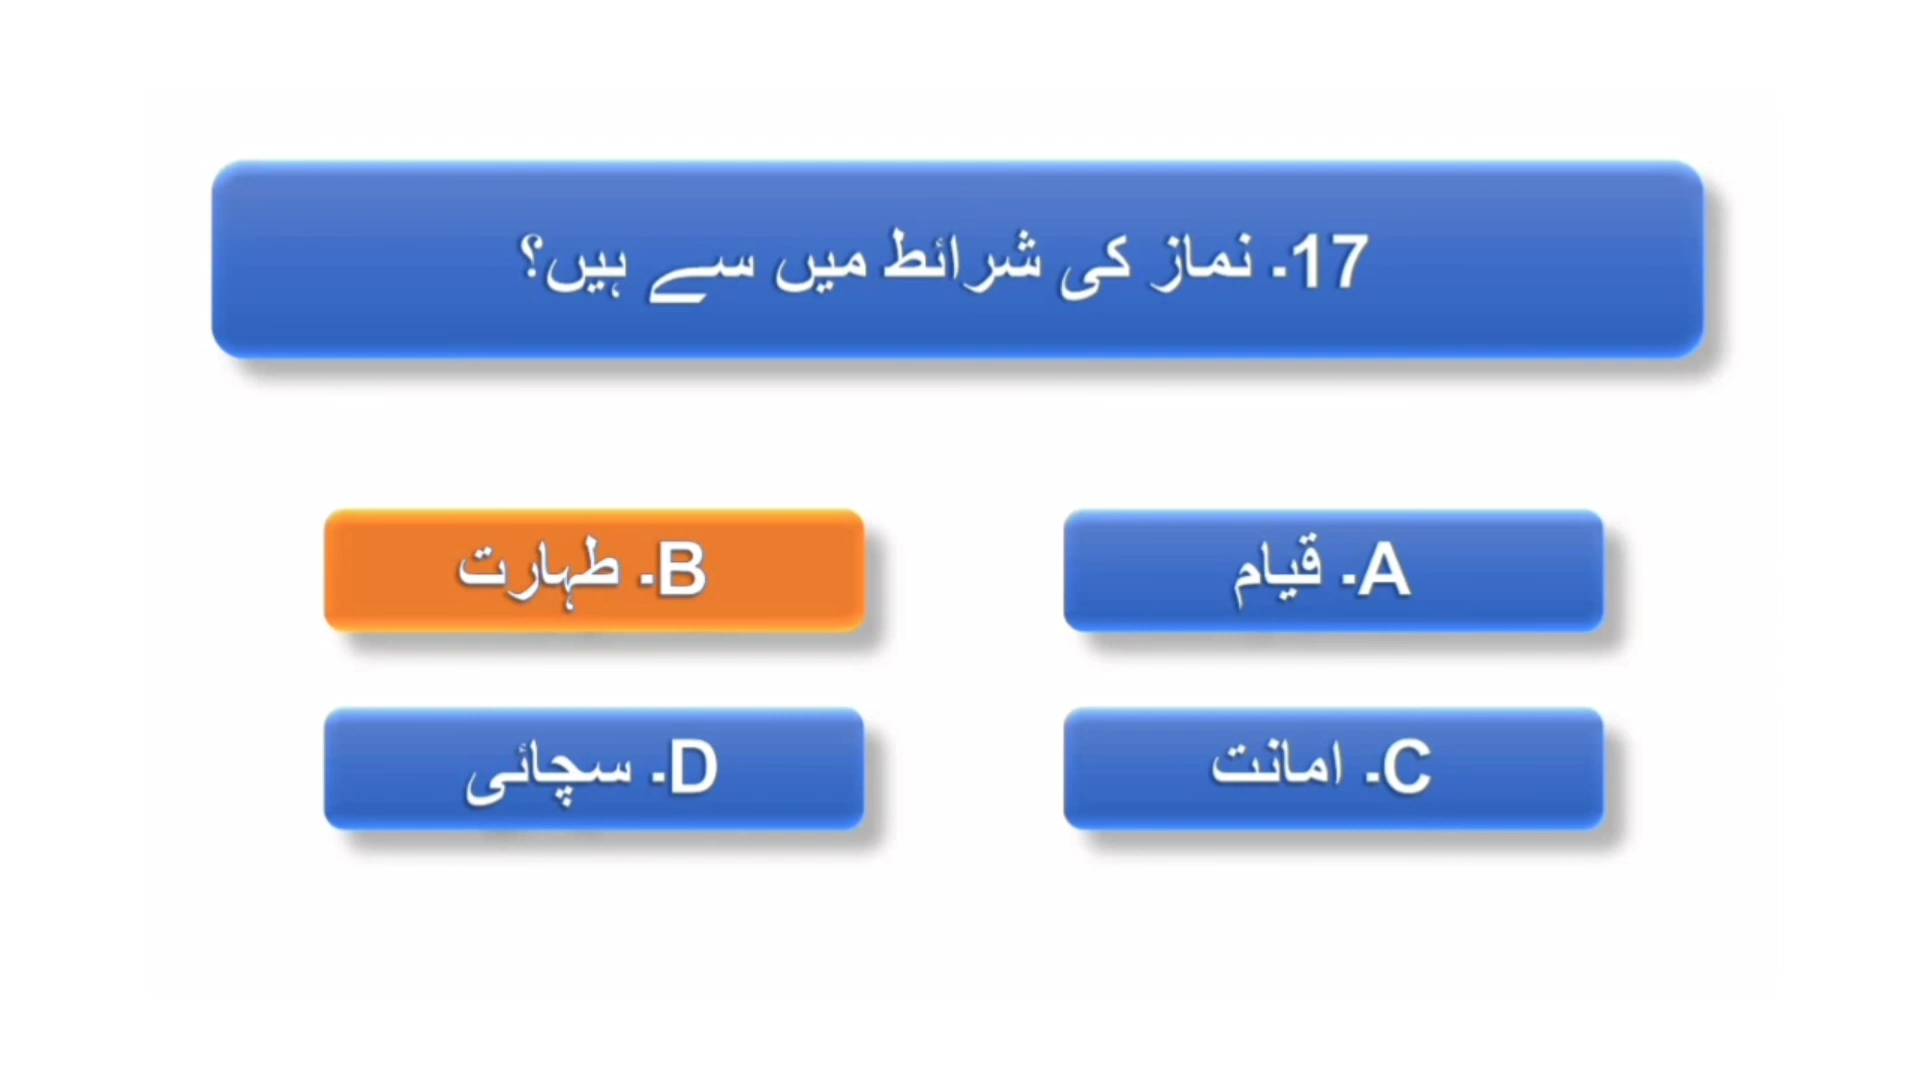 17۔ نماز کی شرائط میں سے ہیں؟
A۔ قیام
B۔ طہارت
C۔ امانت
D۔ سچائی